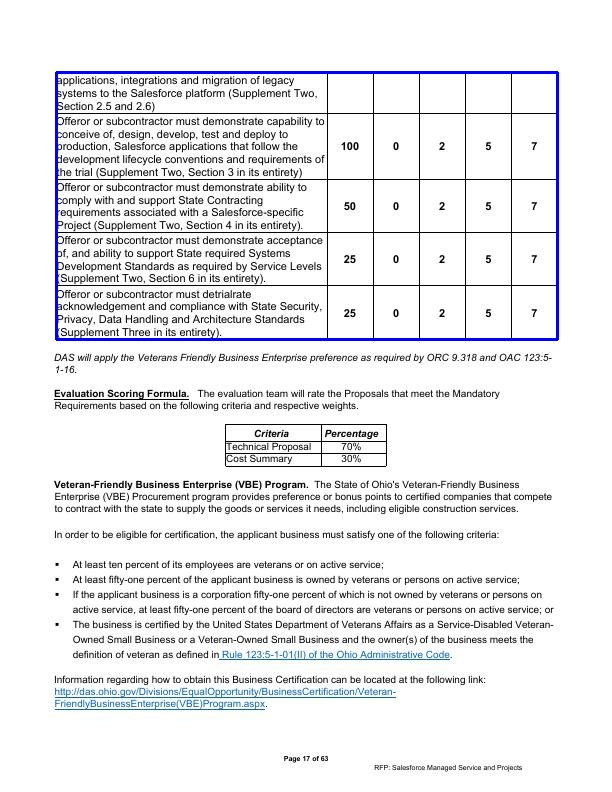 applications, integrations and migration of legacy
systems to the Salesforce platform (Supplement Two,
Section 2.5 and 2.6)
Offeror or subcontractor must demonstrate capability to
conceive of, design, develop, test and deploy to
production, Salesforce applications that follow the
development lifecycle conventions and requirements of
the trial (Supplement Two, Section 3 in its entirety)
100 0 2 5 7
Offeror or subcontractor must demonstrate ability to
comply with and support State Contracting
requirements associated with a Salesforce-specific
Project (Supplement Two, Section 4 in its entirety).
50 0 2 5 7
Offeror or subcontractor must demonstrate acceptance
of, and ability to support State required Systems
Development Standards as required by Service Levels
(Supplement Two, Section 6 in its entirety).
25 0 2 5 7
Offeror or subcontractor must detrialrate
acknowledgement and compliance with State Security,
Privacy, Data Handling and Architecture Standards
(Supplement Three in its entirety).
25 0 2 5 7
DAS will apply the Veterans Friendly Business Enterprise preference as required by ORC 9.318 and OAC 123:5-
1-16.
Evaluation Scoring Formula. The evaluation team will rate the Proposals that meet the Mandatory
Requirements based on the following criteria and respective weights.
Criteria Percentage
Technical Proposal 70%
Cost Summary 30%
Veteran-Friendly Business Enterprise (VBE) Program. The State of Ohio's Veteran-Friendly Business
Enterprise (VBE) Procurement program provides preference or bonus points to certified companies that compete
to contract with the state to supply the goods or services it needs, including eligible construction services.
In order to be eligible for certification, the applicant business must satisfy one of the following criteria:
▪ At least ten percent of its employees are veterans or on active service;
▪ At least fifty-one percent of the applicant business is owned by veterans or persons on active service;
▪ If the applicant business is a corporation fifty-one percent of which is not owned by veterans or persons on
active service, at least fifty-one percent of the board of directors are veterans or persons on active service; or
▪ The business is certified by the United States Department of Veterans Affairs as a Service-Disabled Veteran-
Owned Small Business or a Veteran-Owned Small Business and the owner(s) of the business meets the
definition of veteran as defined in Rule 123:5-1-01(II) of the Ohio Administrative Code.
Information regarding how to obtain this Business Certification can be located at the following link:
http://das.ohio.gov/Divisions/EqualOpportunity/BusinessCertification/Veteran-
FriendlyBusinessEnterprise(VBE)Program.aspx.
Page 17 of 63
RFP: Salesforce Managed Service and Projects